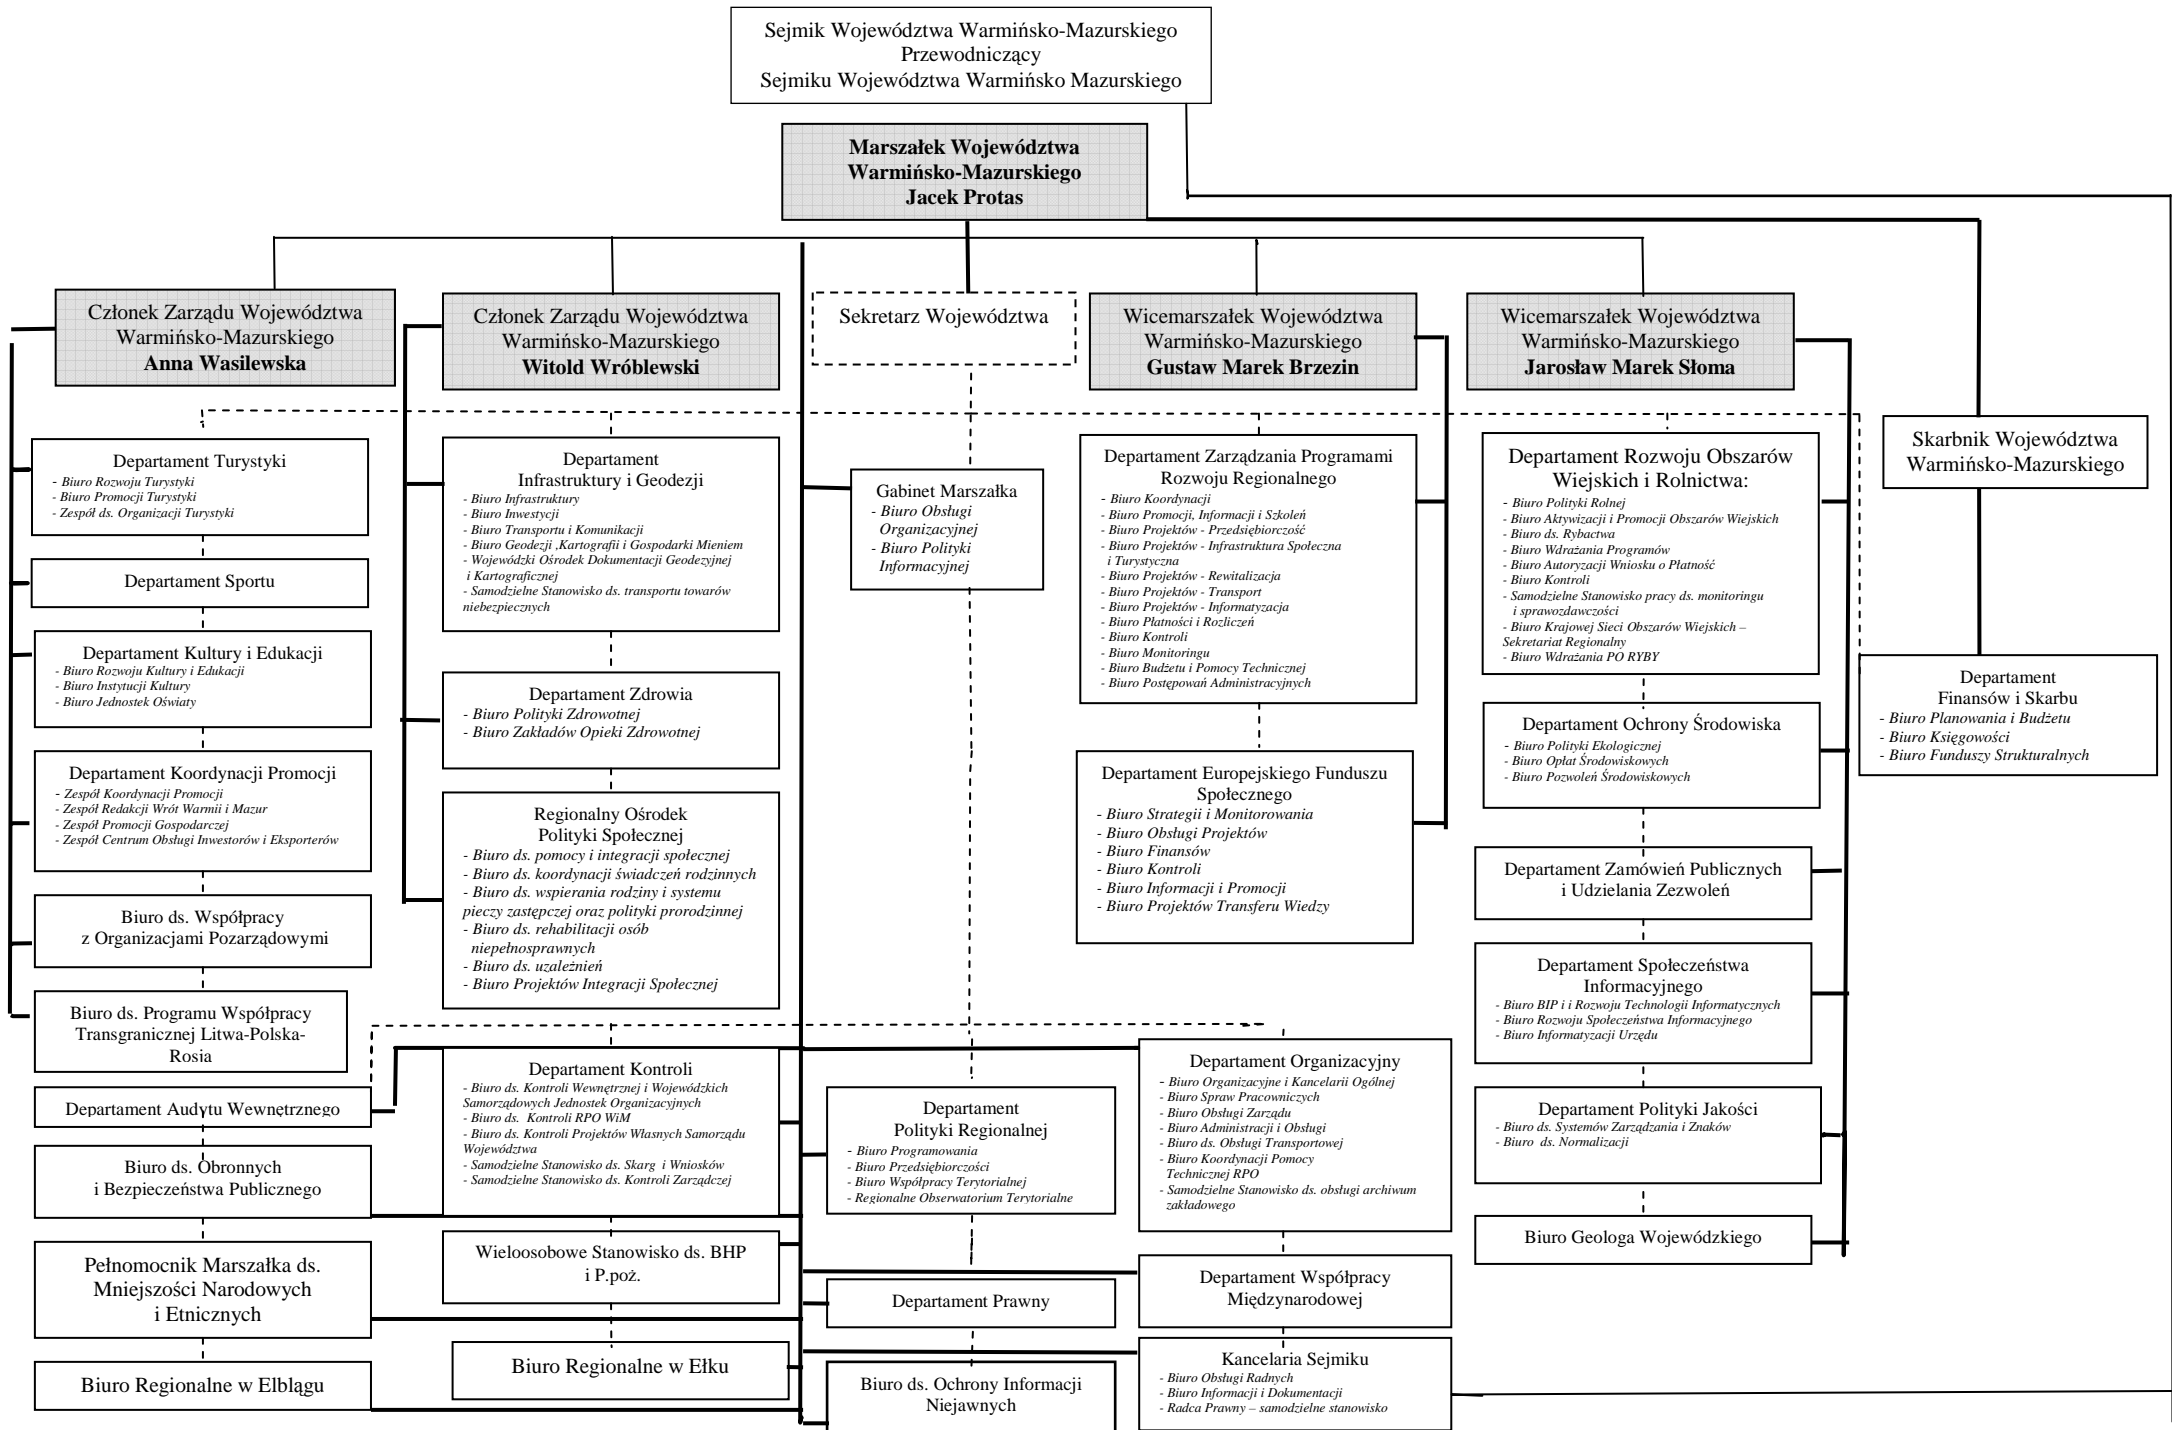 Sejmik Województwa Warmińsko-Mazurskiego
Przewodniczący
Sejmiku Województwa Warmińsko Mazurskiego
Marszałek Województwa
Warmińsko-Mazurskiego
Jacek Protas
Członek Zarządu Województwa
Warmińsko-Mazurskiego
Anna Wasilewska
Członek Zarządu Województwa
Warmińsko-Mazurskiego
Witold Wróblewski
Sekretarz Województwa
Wicemarszałek Województwa
Warmińsko-Mazurskiego
Gustaw Marek Brzezin
Wicemarszałek Województwa
Warmińsko-Mazurskiego
Jarosław Marek Słoma
Skarbnik Województwa
Warmińsko-Mazurskiego
Departament Turystyki
- Biuro Rozwoju Turystyki
- Biuro Promocji Turystyki
- Zespół ds. Organizacji Turystyki
Departament Sportu
Departament Kultury i Edukacji
- Biuro Rozwoju Kultury i Edukacji
- Biuro Instytucji Kultury
- Biuro Jednostek Oświaty
Departament Koordynacji Promocji
- Zespół Koordynacji Promocji
- Zespół Redakcji Wrót Warmii i Mazur
- Zespół Promocji Gospodarczej
- Zespół Centrum Obsługi Inwestorów i Eksporterów
Biuro ds. Współpracy
z Organizacjami Pozarządowymi
Biuro ds. Programu Współpracy
Transgranicznej Litwa-Polska-
Rosja
Departament Audytu Wewnętrznego
Biuro ds. Obronnych
i Bezpieczeństwa Publicznego
Pełnomocnik Marszałka ds.
Mniejszości Narodowych
i Etnicznych
Biuro Regionalne w Elblągu
Departament
Infrastruktury i Geodezji
- Biuro Infrastruktury
- Biuro Inwestycji
- Biuro Transportu i Komunikacji
- Biuro Geodezji ,Kartografii i Gospodarki Mieniem
- Wojewódzki Ośrodek Dokumentacji Geodezyjnej
i Kartograficznej
- Samodzielne Stanowisko ds. transportu towarów
niebezpiecznych
Departament Zdrowia
- Biuro Polityki Zdrowotnej
- Biuro Zakładów Opieki Zdrowotnej
Regionalny Ośrodek
Polityki Społecznej
- Biuro ds. pomocy i integracji społecznej
- Biuro ds. koordynacji świadczeń rodzinnych
- Biuro ds. wspierania rodziny i systemu
pieczy zastępczej oraz polityki prorodzinnej
- Biuro ds. rehabilitacji osób
niepełnosprawnych
- Biuro ds. uzależnień
- Biuro Projektów Integracji Społecznej
Departament Kontroli
- Biuro ds. Kontroli Wewnętrznej i Wojewódzkich
Samorządowych Jednostek Organizacyjnych
- Biuro ds.  Kontroli RPO WiM
- Biuro ds. Kontroli Projektów Własnych Samorządu
Województwa
- Samodzielne Stanowisko ds. Skarg  i Wniosków
- Samodzielne Stanowisko ds. Kontroli Zarządczej
Wieloosobowe Stanowisko ds. BHP
i P.poż.
Biuro Regionalne w Ełku
Gabinet Marszałka
- Biuro Obsługi
Organizacyjnej
- Biuro Polityki
Informacyjnej
Departament
Polityki Regionalnej
- Biuro Programowania
- Biuro Przedsiębiorczości
- Biuro Współpracy Terytorialnej
- Regionalne Obserwatorium Terytorialne
Departament Prawny
Biuro ds. Ochrony Informacji
Niejawnych
Departament Zarządzania Programami
Rozwoju Regionalnego
- Biuro Koordynacji
- Biuro Promocji, Informacji i Szkoleń
- Biuro Projektów - Przedsiębiorczość
- Biuro Projektów - Infrastruktura Społeczna
i Turystyczna
- Biuro Projektów - Rewitalizacja
- Biuro Projektów - Transport
- Biuro Projektów - Informatyzacja
- Biuro Płatności i Rozliczeń
- Biuro Kontroli
- Biuro Monitoringu
- Biuro Budżetu i Pomocy Technicznej
- Biuro Postępowań Administracyjnych
Departament Europejskiego Funduszu
Społecznego
- Biuro Strategii i Monitorowania
- Biuro Obsługi Projektów
- Biuro Finansów
- Biuro Kontroli
- Biuro Informacji i Promocji
- Biuro Projektów Transferu Wiedzy
Departament Organizacyjny
- Biuro Organizacyjne i Kancelarii Ogólnej
- Biuro Spraw Pracowniczych
- Biuro Obsługi Zarządu
- Biuro Administracji i Obsługi
- Biuro ds. Obsługi Transportowej
- Biuro Koordynacji Pomocy
Technicznej RPO
- Samodzielne Stanowisko ds. obsługi archiwum
zakładowego
Departament Współpracy
Międzynarodowej
Kancelaria Sejmiku
- Biuro Obsługi Radnych
- Biuro Informacji i Dokumentacji
- Radca Prawny – samodzielne stanowisko
Departament Rozwoju Obszarów
Wiejskich i Rolnictwa:
- Biuro Polityki Rolnej
- Biuro Aktywizacji i Promocji Obszarów Wiejskich
- Biuro ds. Rybactwa
- Biuro Wdrażania Programów
- Biuro Autoryzacji Wniosku o Płatność
- Biuro Kontroli
- Samodzielne Stanowisko pracy ds. monitoringu
i sprawozdawczości
- Biuro Krajowej Sieci Obszarów Wiejskich –
Sekretariat Regionalny
- Biuro Wdrażania PO RYBY
Departament Ochrony Środowiska
- Biuro Polityki Ekologicznej
- Biuro Opłat Środowiskowych
- Biuro Pozwoleń Środowiskowych
Departament Zamówień Publicznych
i Udzielania Zezwoleń
Departament Społeczeństwa
Informacyjnego
- Biuro BIP i i Rozwoju Technologii Informatycznych
- Biuro Rozwoju Społeczeństwa Informacyjnego
- Biuro Informatyzacji Urzędu
Departament Polityki Jakości
- Biuro ds. Systemów Zarządzania i Znaków
- Biuro  ds. Normalizacji
Biuro Geologa Wojewódzkiego
Departament
Finansów i Skarbu
- Biuro Planowania i Budżetu
- Biuro Księgowości
- Biuro Funduszy Strukturalnych